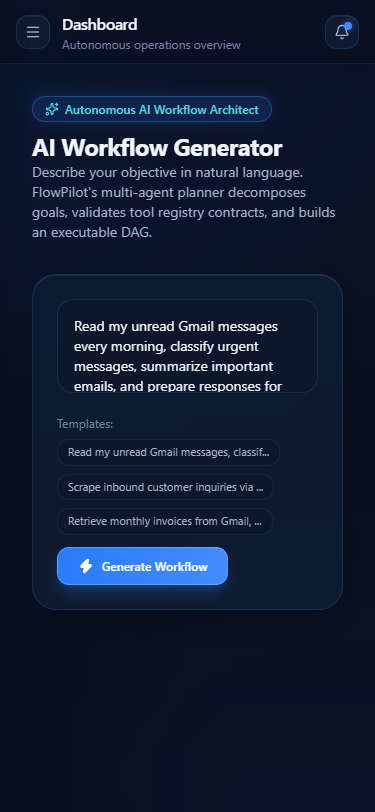 Dashboard
Autonomous operations overview
Autonomous AI Workflow Architect
AI Workflow Generator
Describe your objective in natural language.
FlowPilot's multi-agent planner decomposes
goals, validates tool registry contracts, and builds
an executable DAG.
Read my unread Gmail messages
every morning, classify urgent
messages, summarize important
emails, and prepare responses for
Templates:
Read my unread Gmail messages, classif...
Scrape inbound customer inquiries via ...
Retrieve monthly invoices from Gmail, ...
Generate Workflow